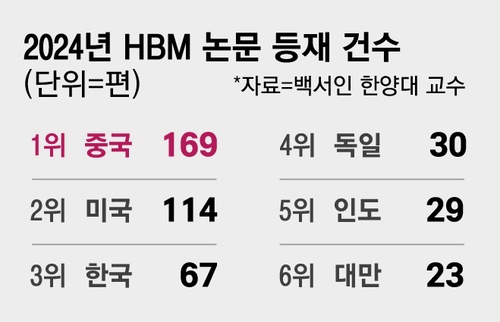 2024년 HBM 논문 등재 건수
(단위=편) *자료=백서인 한양대 교수
1위 중국 169
2위 미국 114
3위 한국 67
4위 독일 30
5위 인도 29
6위 대만 23